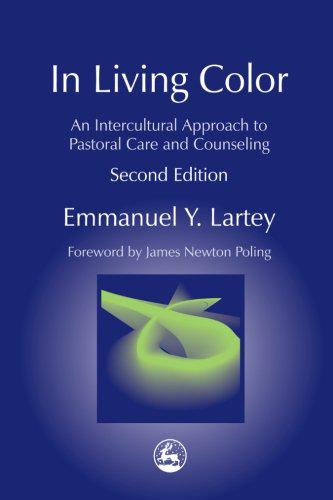 In Living Color
An Intercultural Approach to
Pastoral Care and Counseling
Second Edition
Emmanuel Y. Lartey
Foreword by James Newton Poling